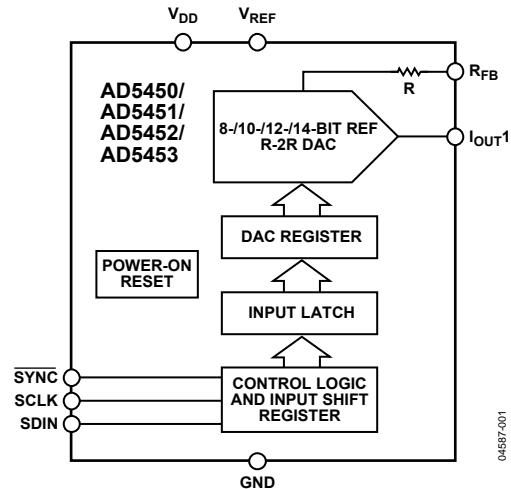 VDD
VREF
AD5450/
AD5451/
AD5452/
AD5453
R
RFB
8-/10-/12-/14-BIT REF
R-2R DAC
IOUT1
DAC REGISTER
POWER-ON
RESET
INPUT LATCH
SYNC
SCLK
SDIN
CONTROL LOGIC
AND INPUT SHIFT
REGISTER
GND
04587-001